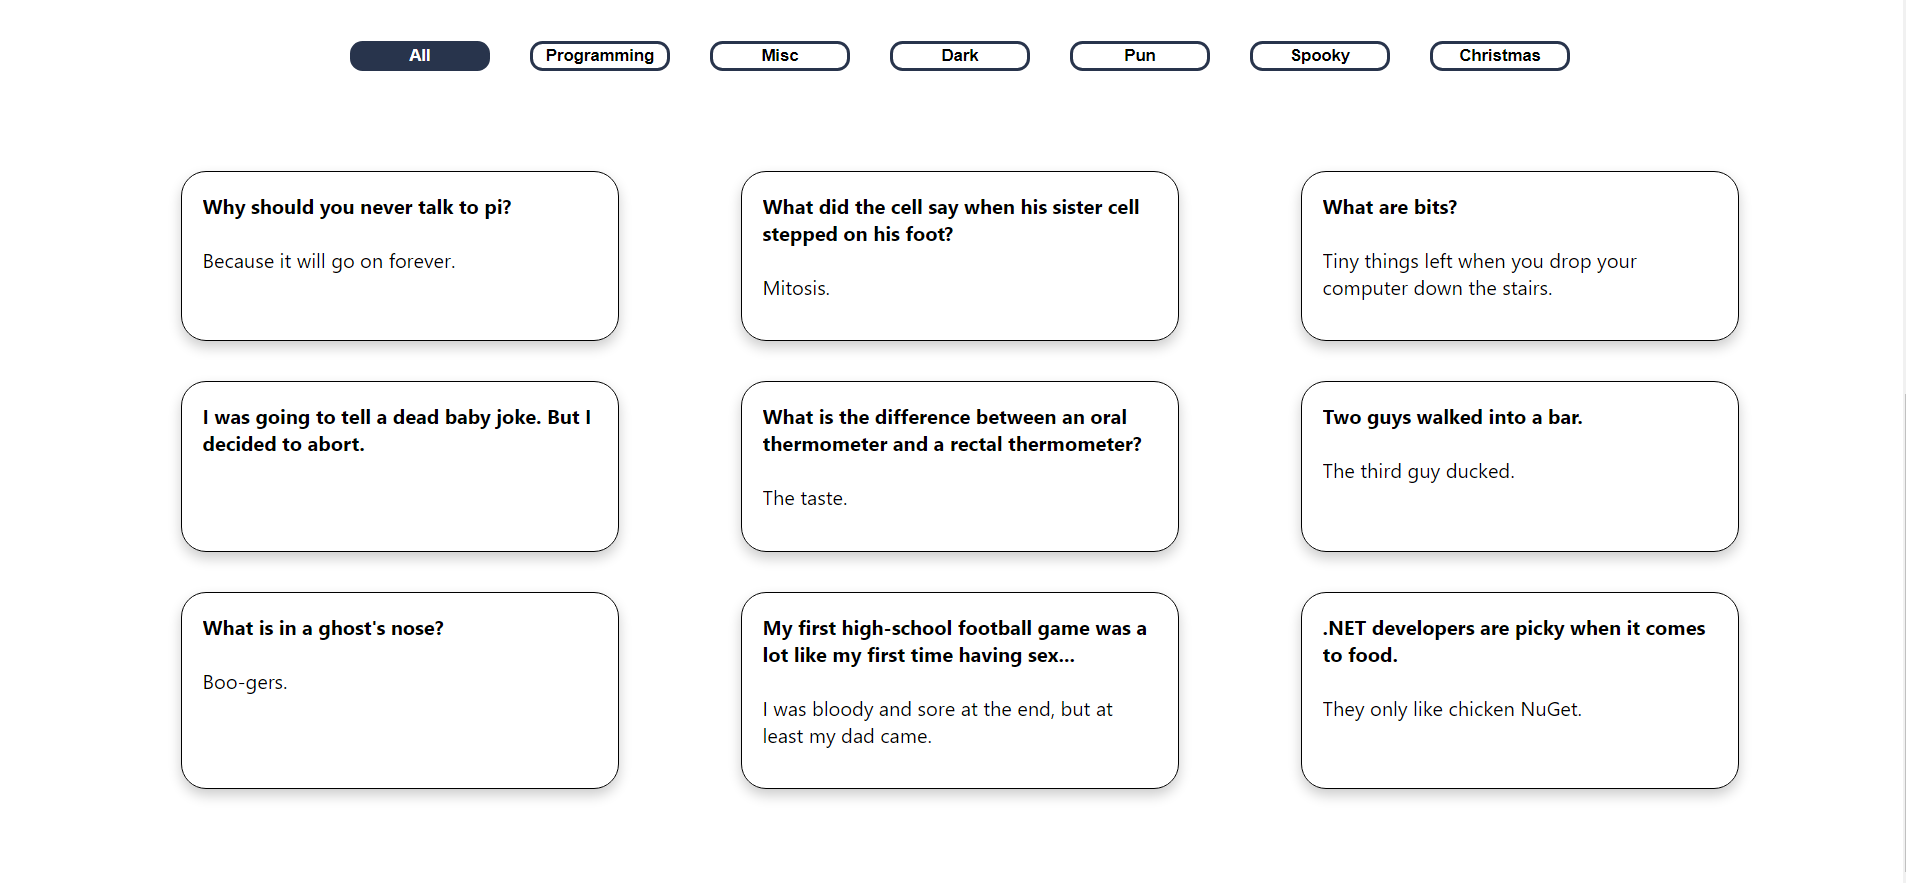 All
Programming
Misc
Dark
Pun
Spooky
Christmas
Why should you never talk to pi?
Because it will go on forever.
What did the cell say when his sister cell
stepped on his foot?
Mitosis.
What are bits?
Tiny things left when you drop your
computer down the stairs.
I was going to tell a dead baby joke. But I
decided to abort.
What is the difference between an oral
thermometer and a rectal thermometer?
The taste.
Two guys walked into a bar.
The third guy ducked.
What is in a ghost's nose?
Boo-gers.
My first high-school football game was a
lot like my first time having sex...
I was bloody and sore at the end, but at
least my dad came.
.NET developers are picky when it comes
to food.
They only like chicken NuGet.